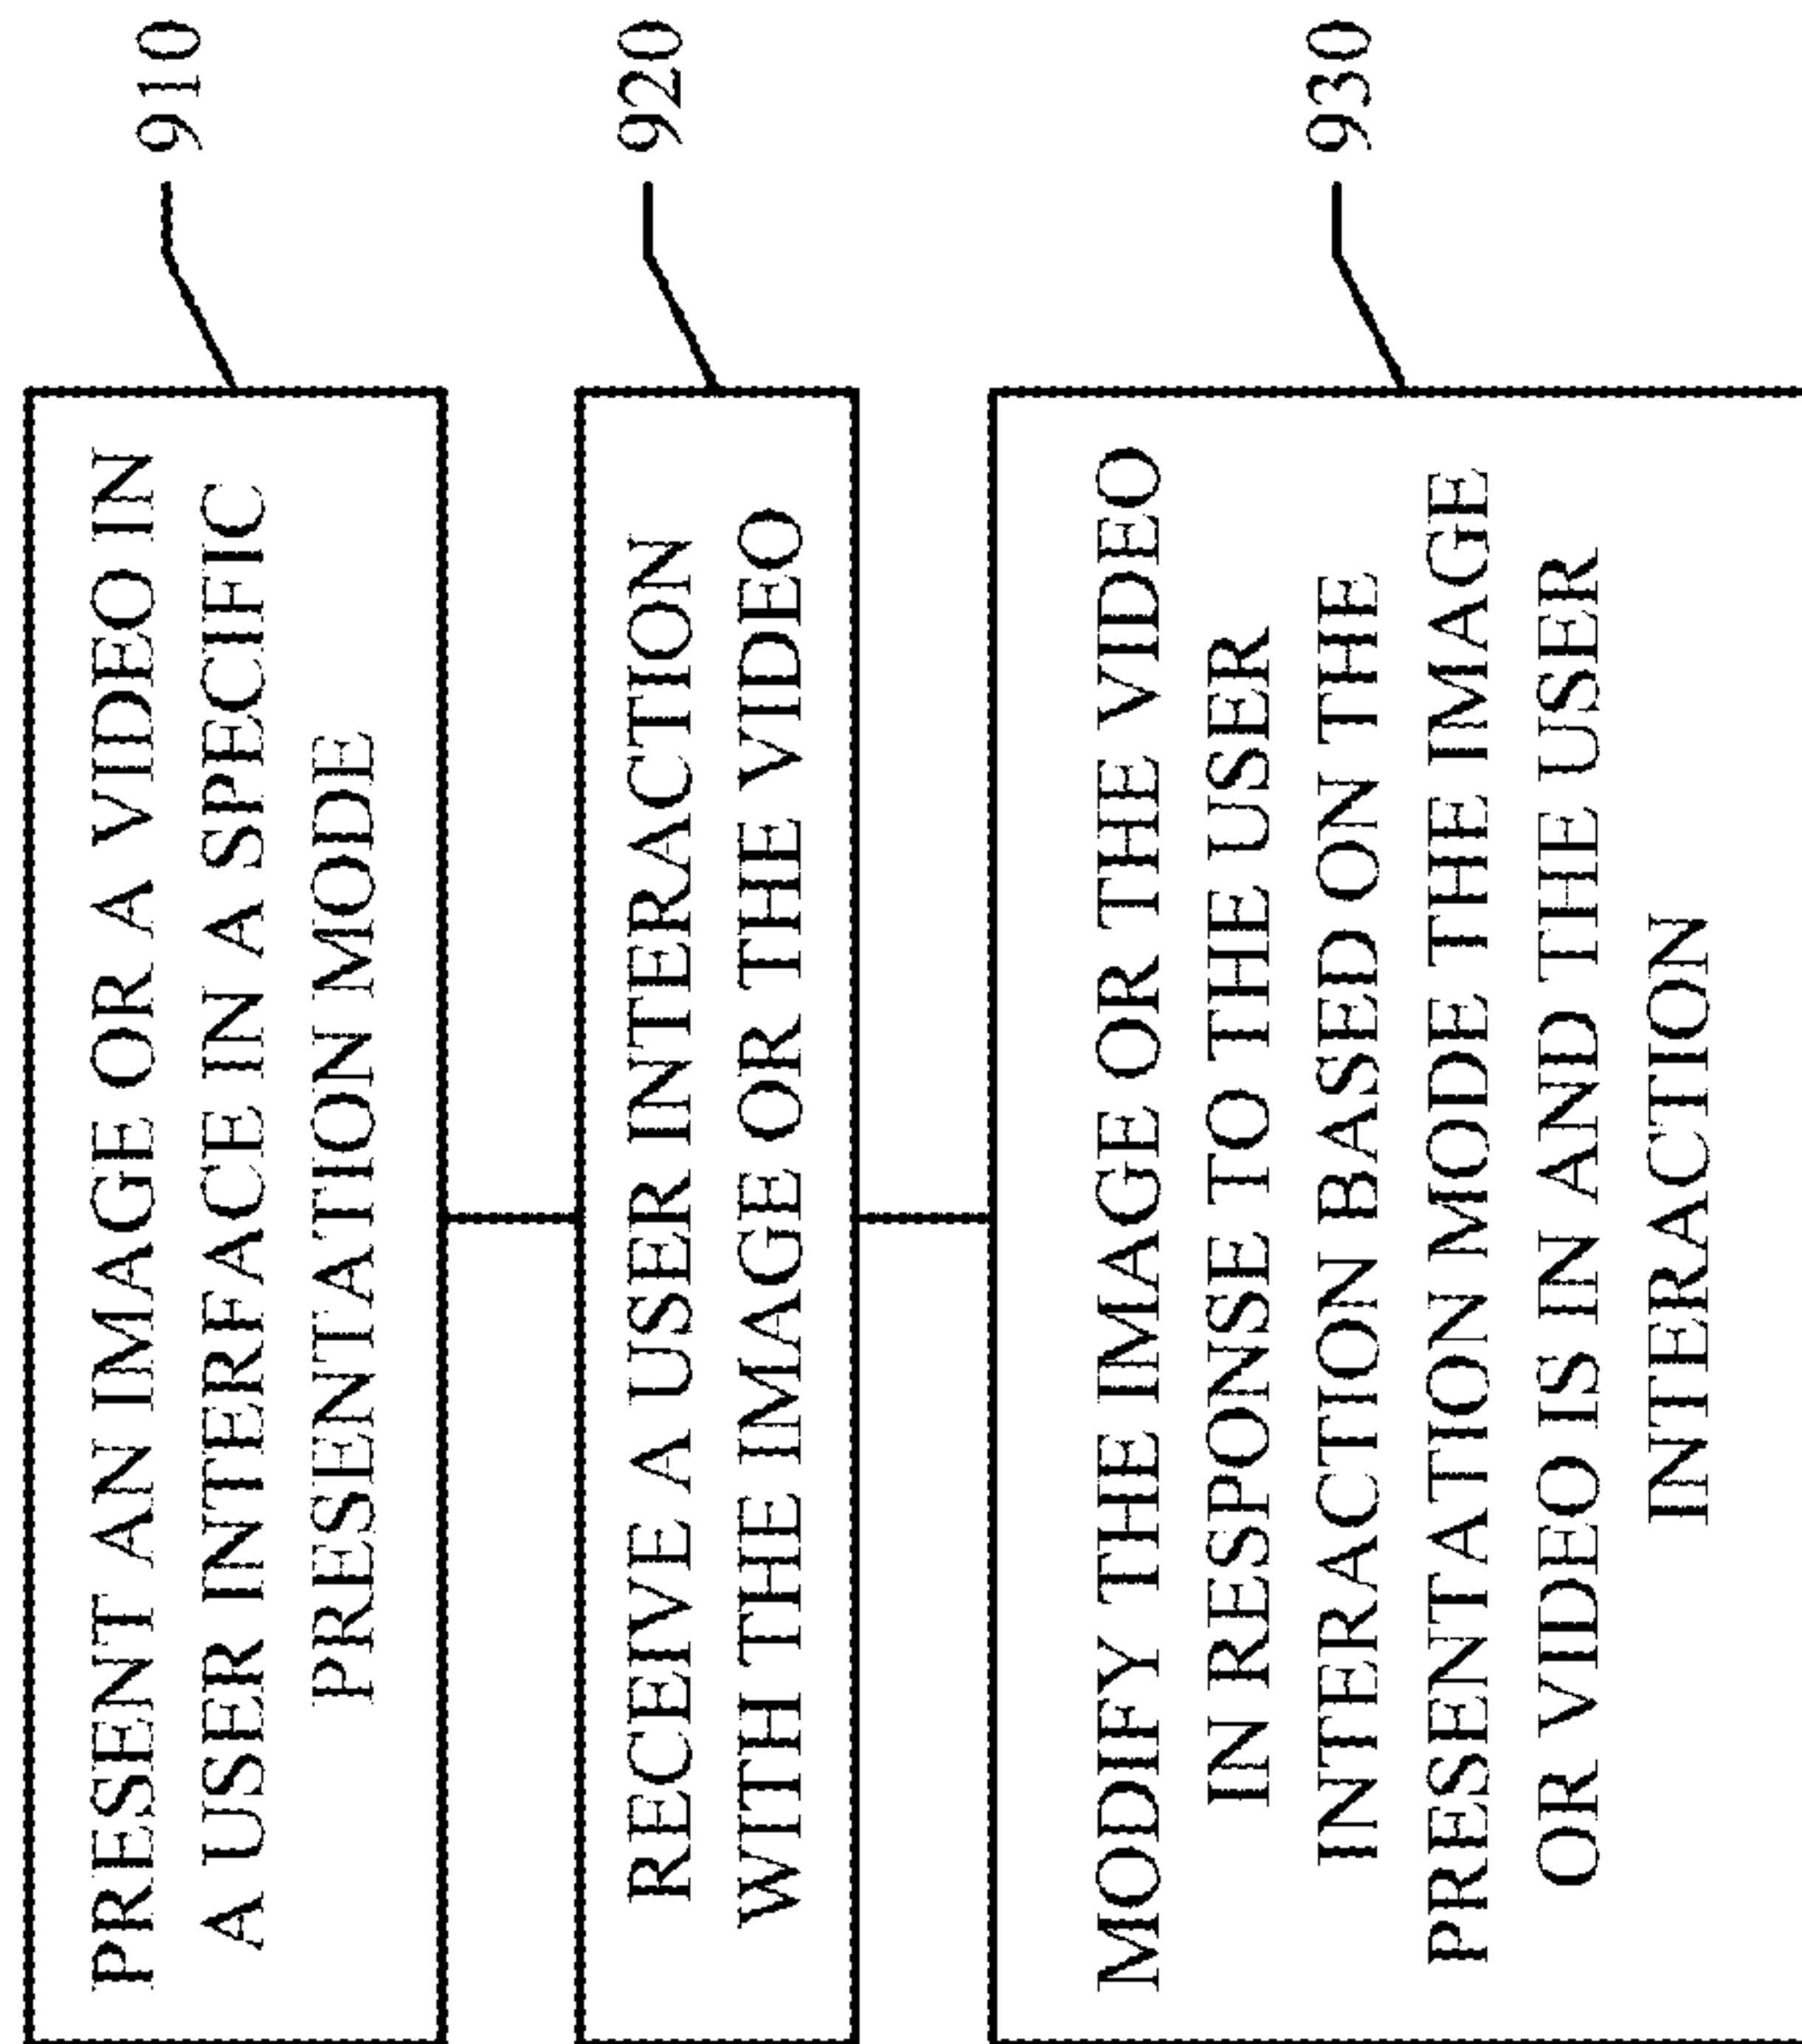 PRESENT AN IMAGE OR A VIDEO IN
A USER INTERFACE IN A SPECIFIC
PRESENTATION MODE
910
RECEIVE A USER INTERACTION
WITH THE IMAGE OR THE VIDEO
920
MODIFY THE IMAGE OR THE VIDEO
IN RESPONSE TO THE USER
INTERACTION BASED ON THE
PRESENTATION MODE THE IMAGE
OR VIDEO IS IN AND THE USER
INTERACTION
930